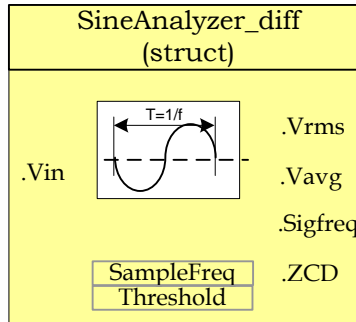 SineAnalyzer_diff
(struct)
T=1/f
.Vrms
.Vin
.Vavg
.Sigfreq
SampleFreq
.ZCD
Threshold